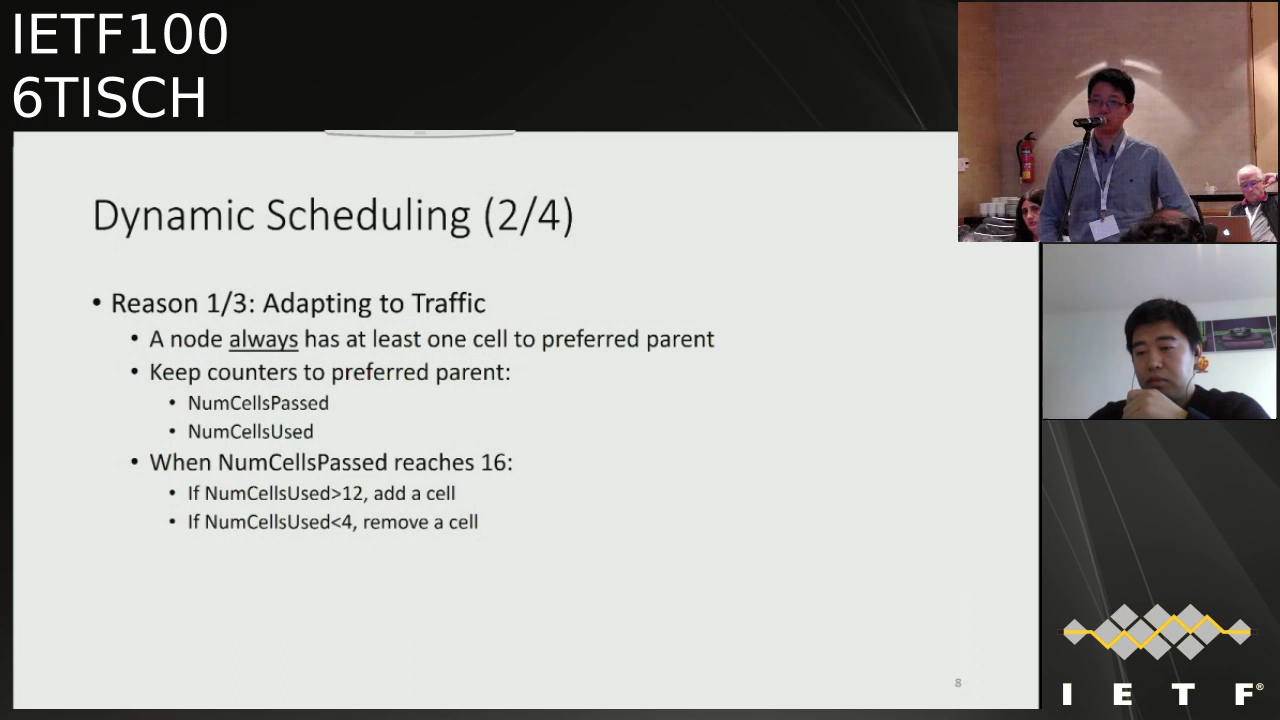 IETF100
6TISCH
Dynamic Scheduling (2/4)
• Reason 1/3: Adapting to Traffic
• A node always has at least one cell to preferred parent
• Keep counters to preferred parent:
• NumCellsPassed
• NumCellsUsed
• When NumCellsPassed reaches 16:
• If NumCellsUsed>12, add a cell
• If NumCellsUsed<4, remove a cell
8
I E T F®